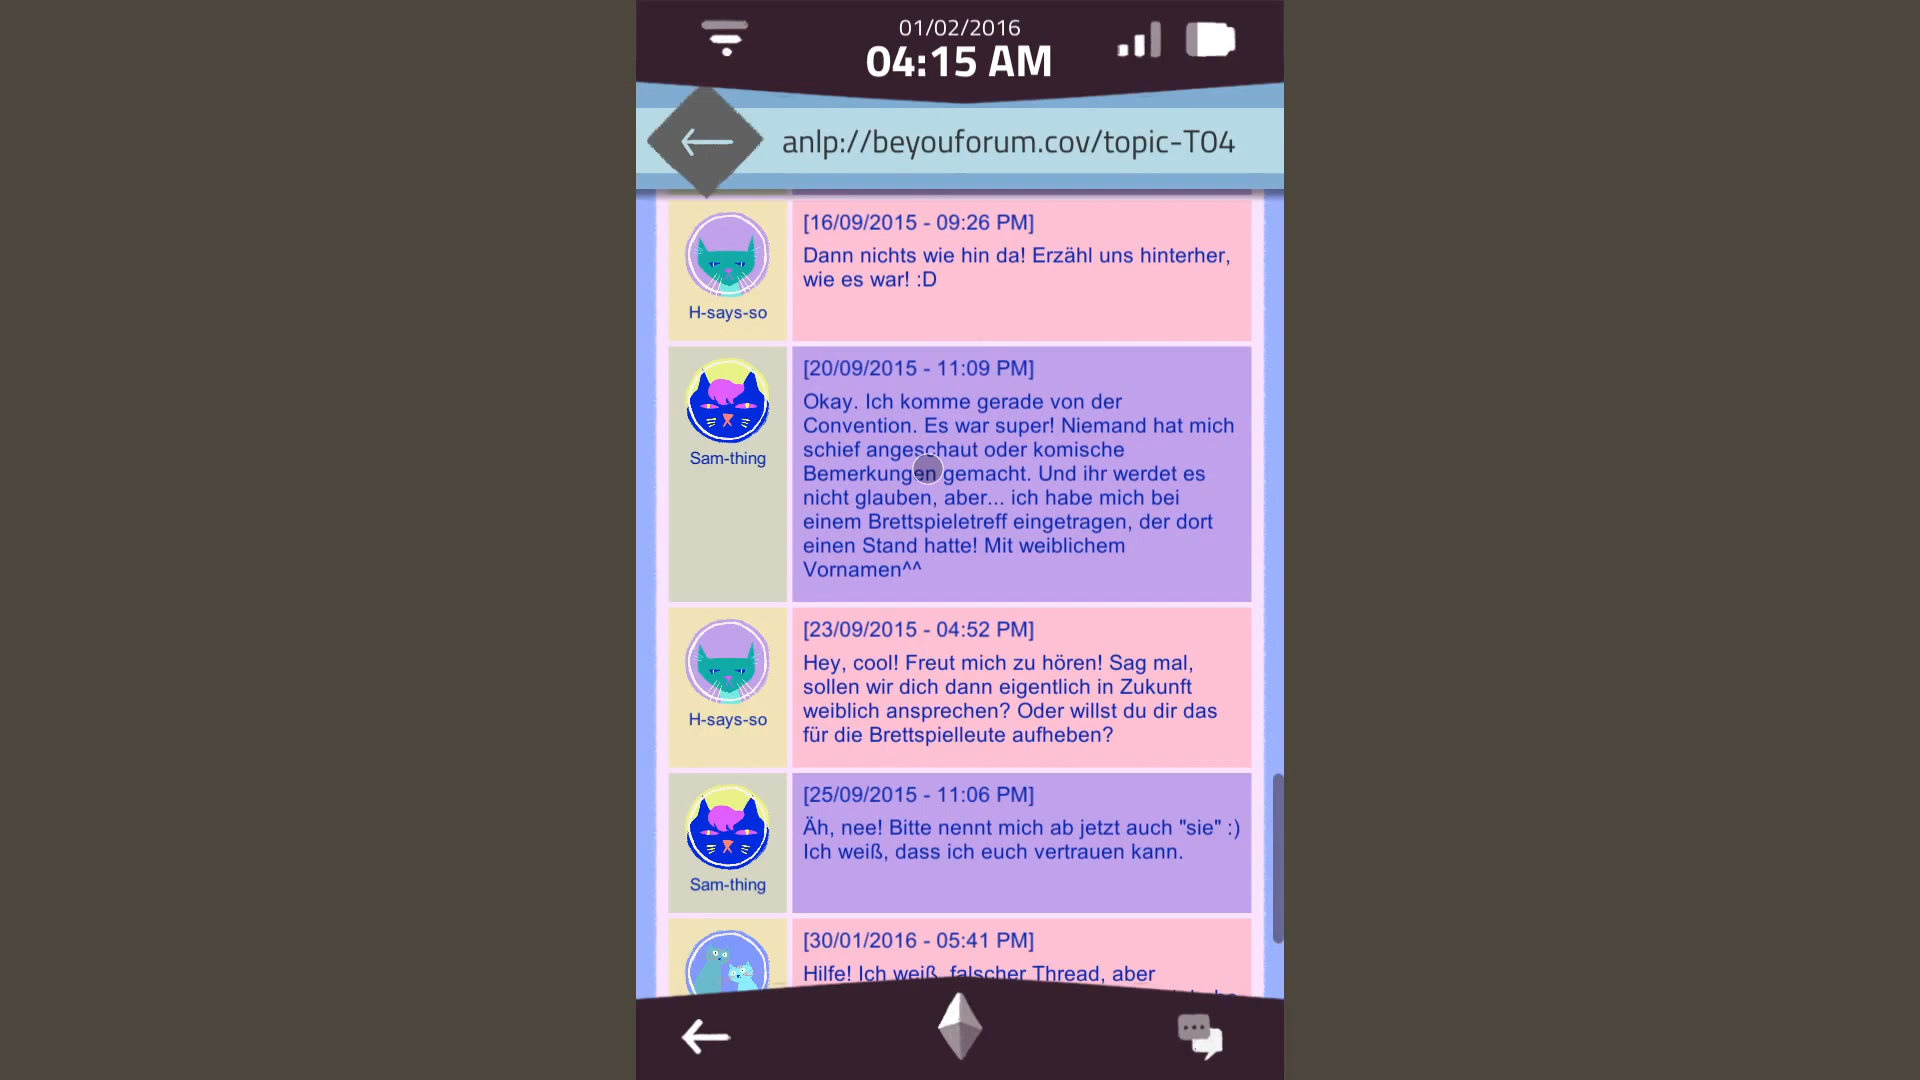 01/02/2016
04:15 AM
anlp://beyouforum.cov/topic-T04
[16/09/2015 - 09:26 PM]
Dann nichts wie hin da! Erzähl uns hinterher,
wie es war! :D
H-says-so
[20/09/2015 - 11:09 PM]
Okay. Ich komme gerade von der
Convention. Es war super! Niemand hat mich
schief angeschaut oder komische
Bemerkungen gemacht. Und ihr werdet es
nicht glauben, aber... ich habe mich bei
einem Brettspieletreff eingetragen, der dort
einen Stand hatte! Mit weiblichem
Vornamen^^
Sam-thing
[23/09/2015 - 04:52 PM]
Hey, cool! Freut mich zu hören! Sag mal,
sollen wir dich dann eigentlich in Zukunft
weiblich ansprechen? Oder willst du dir das
für die Brettspielleute aufheben?
H-says-so
[25/09/2015 - 11:06 PM]
Äh, nee! Bitte nennt mich ab jetzt auch "sie" :)
Ich weiß, dass ich euch vertrauen kann.
Sam-thing
[30/01/2016 - 05:41 PM]
Hilfe! Ich weiß, falscher Thread, aber